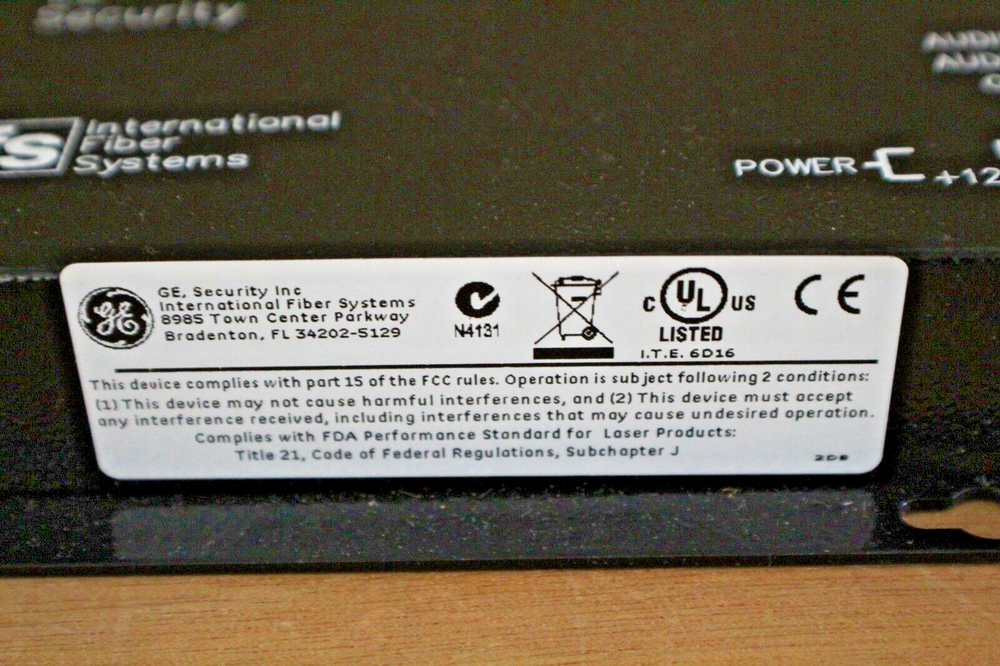 Security
International
Fiber
Systems
AUDI
AUD
POWER
+12
GE
GE, Security Inc
International Fiber Systems
8985 Town Center Parkway
Bradenton, FL 34202-5129
N4131
C UL US
LISTED
I.T.E. 6D16
CE
This device complies with part 15 of the FCC rules. Operation is subject following 2 conditions:
(1) This device may not cause harmful interferences, and (2) This device must accept
any interference received, including interferences that may cause undesired operation.
Complies with FDA Performance Standard for Laser Products:
Title 21, Code of Federal Regulations, Subchapter J